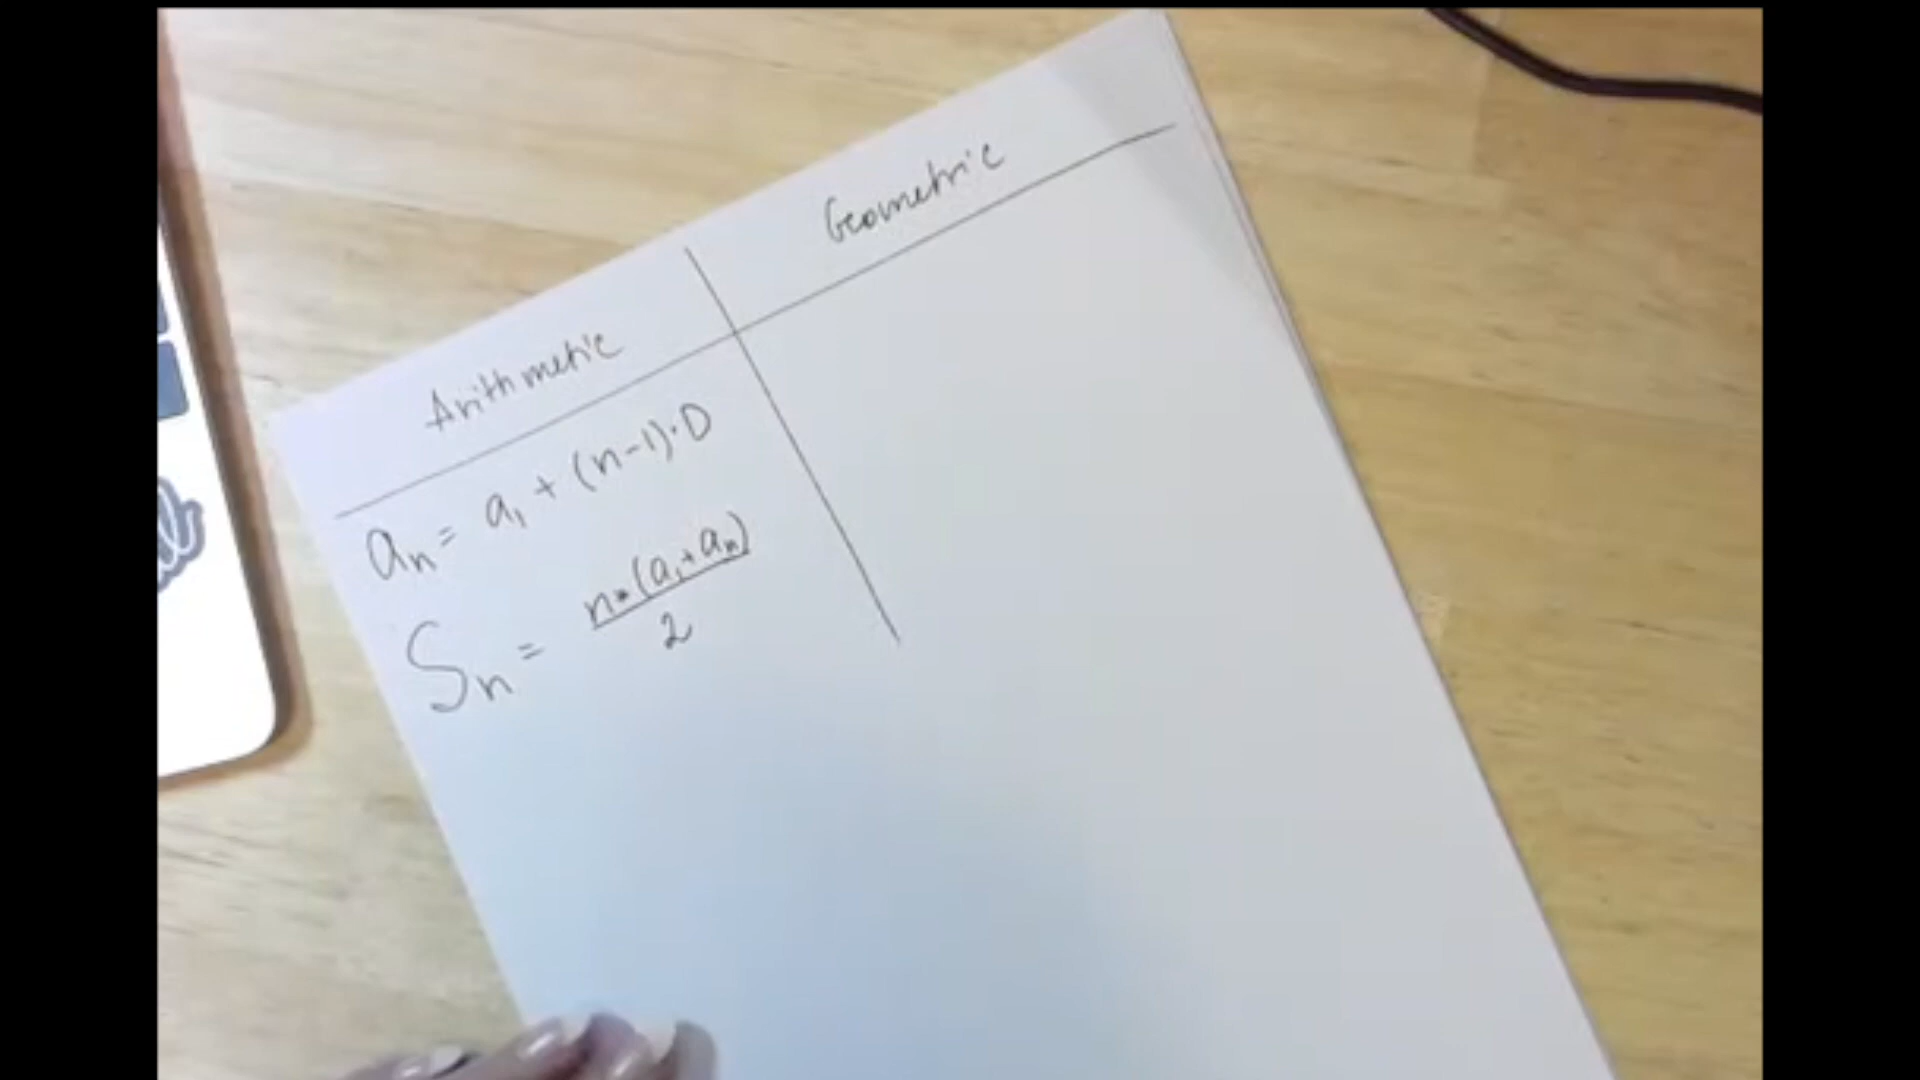 Arithmetic
Geometric
aₙ = a₁ + (n-1)·D
Sₙ = n•(a₁+aₙ)
2